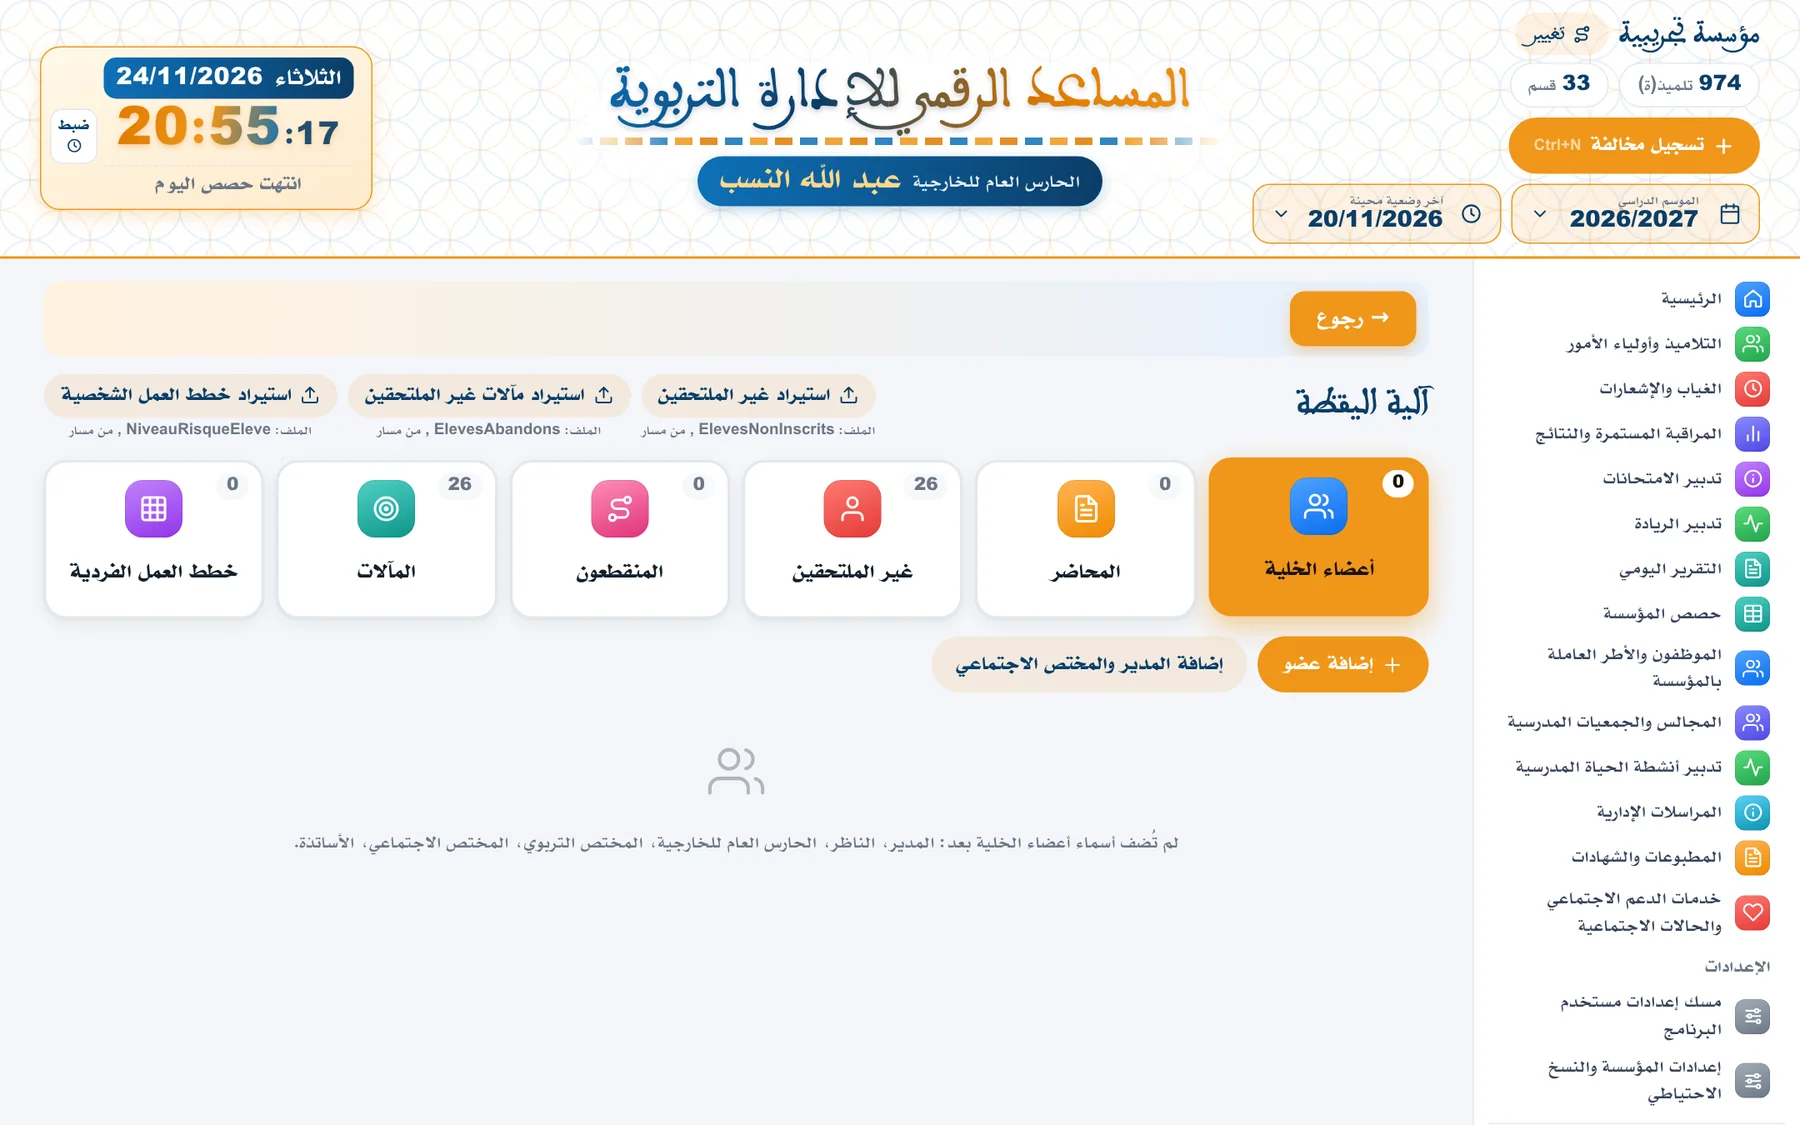 مؤسسة تجريبية
تغيير
974 تلميذ(ة)
33 قسم
+ تسجيل مخالفة Ctrl+N
الموسم الدراسي
2026/2027
آخر وضعية محينة
20/11/2026
المساعد الرقمي للإدارة التربوية
الحارس العام للخارجية عبد الله النسب
الثلاثاء 24/11/2026
20:55:17
ضبط
انتهت حصص اليوم
الرئيسية
التلاميذ وأولياء الأمور
الغياب والإشعارات
المراقبة المستمرة والنتائج
تدبير الامتحانات
تدبير الريادة
التقرير اليومي
حصص المؤسسة
الموظفون والأطر العاملة
بالمؤسسة
المجالس والجمعيات المدرسية
تدبير أنشطة الحياة المدرسية
المراسلات الإدارية
المطبوعات والشهادات
خدمات الدعم الاجتماعي
والحالات الاجتماعية
الإعدادات
مسك إعدادات مستخدم
البرنامج
إعدادات المؤسسة والنسخ
الاحتياطي
→ رجوع
آلية اليقظة
استيراد غير الملتحقين
الملف: ElevesNonInscrits , من مسار
استيراد مآلات غير الملتحقين
الملف: ElevesAbandons , من مسار
استيراد خطط العمل الشخصية
الملف: NiveauRisqueEleve , من مسار
0
أعضاء الخلية
0
المحاضر
26
غير الملتحقين
0
المنقطعون
26
المآلات
0
خطط العمل الفردية
+ إضافة عضو
إضافة المدير والمختص الاجتماعي
لم تُضف أسماء أعضاء الخلية بعد: المدير، الناظر، الحارس العام للخارجية، المختص التربوي، المختص الاجتماعي، الأساتذة.